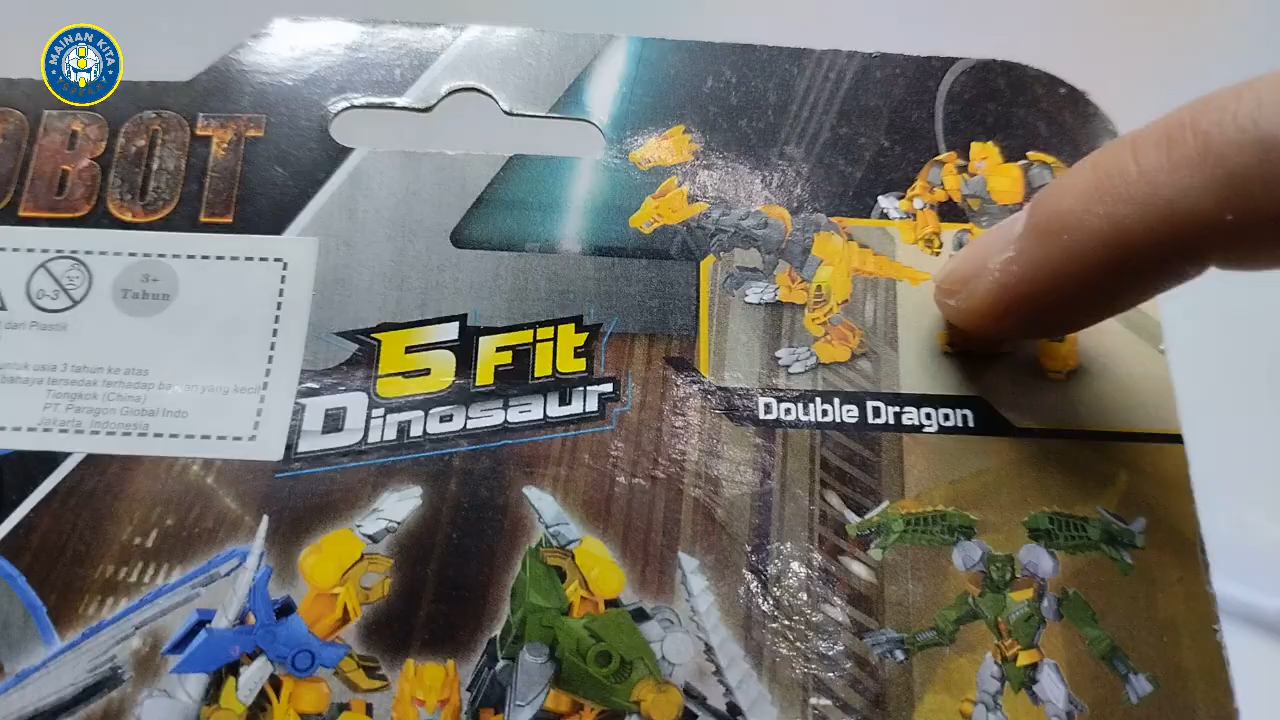 MAINAN KITA
OBOT
0-3
3+
Tahun
dari Plastik
untuk usia 3 tahun ke atas
bahaya tersedak terhadap bagian yang kecil
Tiongkok (China)
PT. Paragon Global Indo
Jakarta, Indonesia
5 Fit
Dinosaur
Double Dragon